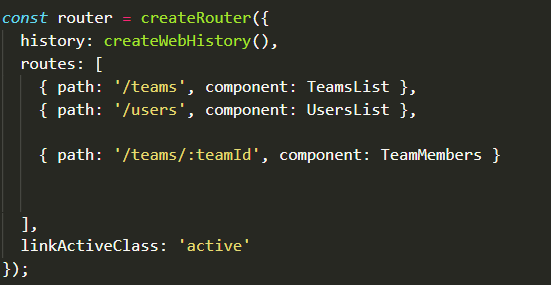 const router = createRouter({
  history: createWebHistory(),
  routes: [
    { path: '/teams', component: TeamsList },
    { path: '/users', component: UsersList },
    { path: '/teams/:teamId', component: TeamMembers }
  ],
  linkActiveClass: 'active'
});